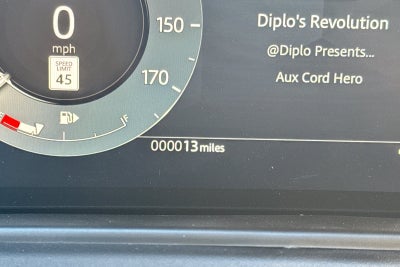 0
mph
SPEED
LIMIT
45
150
170
F
Diplo's Revolution
@Diplo Presents...
Aux Cord Hero
000013 miles